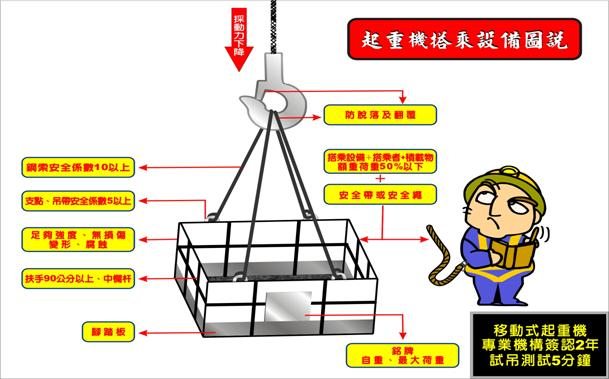 採動力下降
起重機搭乘設備圖說
防脫落及翻覆
鋼索安全係數10以上
搭乘設備+搭乘者+積載物
額重荷重50%以下
+
安全帶或安全繩
支點、吊帶安全係數5以上
足夠強度、無損傷
變形、腐蝕
扶手90公分以上、中欄杆
腳踏板
銘牌
自重、最大荷重
移動式起重機
專業機構簽認2年
試吊測試5分鐘